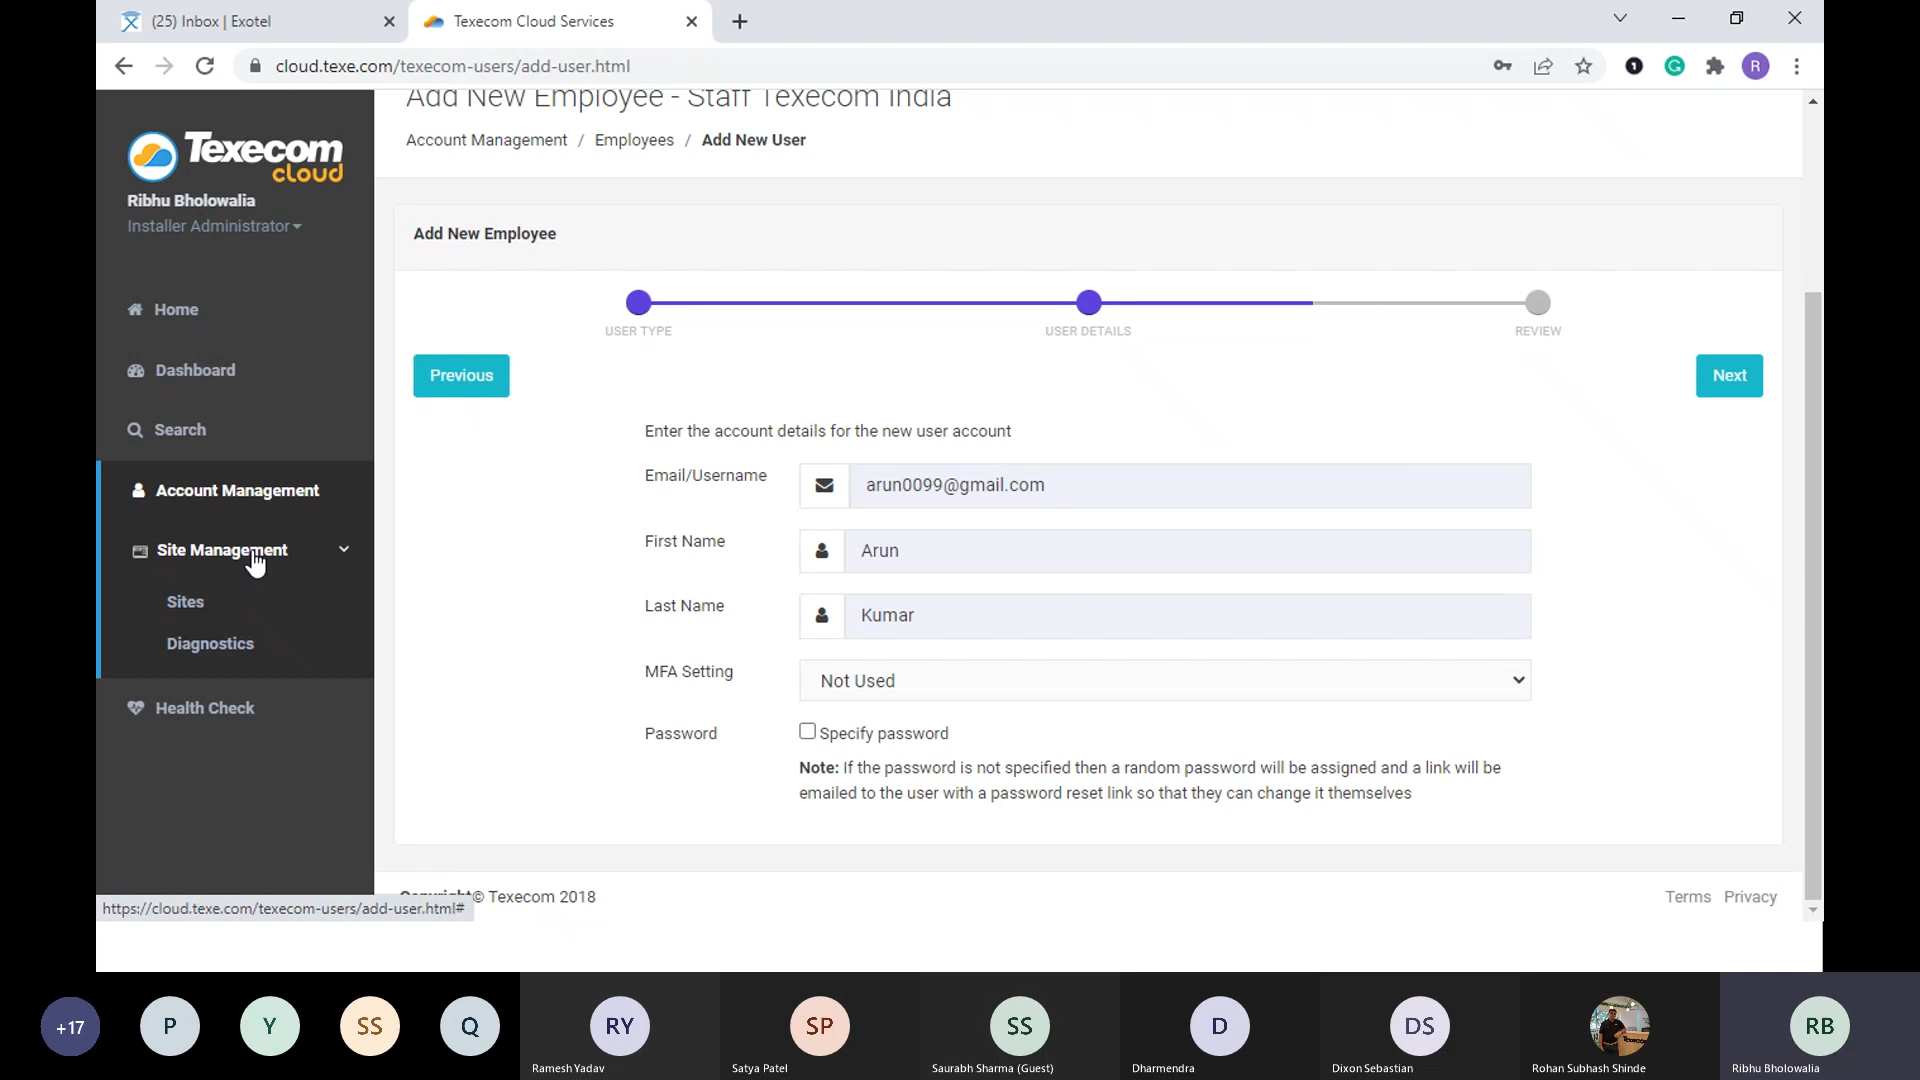 (25) Inbox | Exotel
Texecom Cloud Services
cloud.texe.com/texecom-users/add-user.html
R
Add New Employee - Staff Texecom India
Account Management / Employees / Add New User
Texecom
cloud
Ribhu Bholowalia
Installer Administrator
Home
Dashboard
Search
Account Management
Site Management
Sites
Diagnostics
Health Check
Add New Employee
USER TYPE
USER DETAILS
REVIEW
Previous
Next
Enter the account details for the new user account
Email/Username
arun0099@gmail.com
First Name
Arun
Last Name
Kumar
MFA Setting
Not Used
Password
Specify password
Note: If the password is not specified then a random password will be assigned and a link will be
emailed to the user with a password reset link so that they can change it themselves
Copyright© Texecom 2018
Terms Privacy
https://cloud.texe.com/texecom-users/add-user.html#
+17
P
Y
SS
Q
RY
Ramesh Yadav
SP
Satya Patel
SS
Saurabh Sharma (Guest)
D
Dharmendra
DS
Dixon Sebastian
Rohan Subhash Shinde
RB
Ribhu Bholowalia